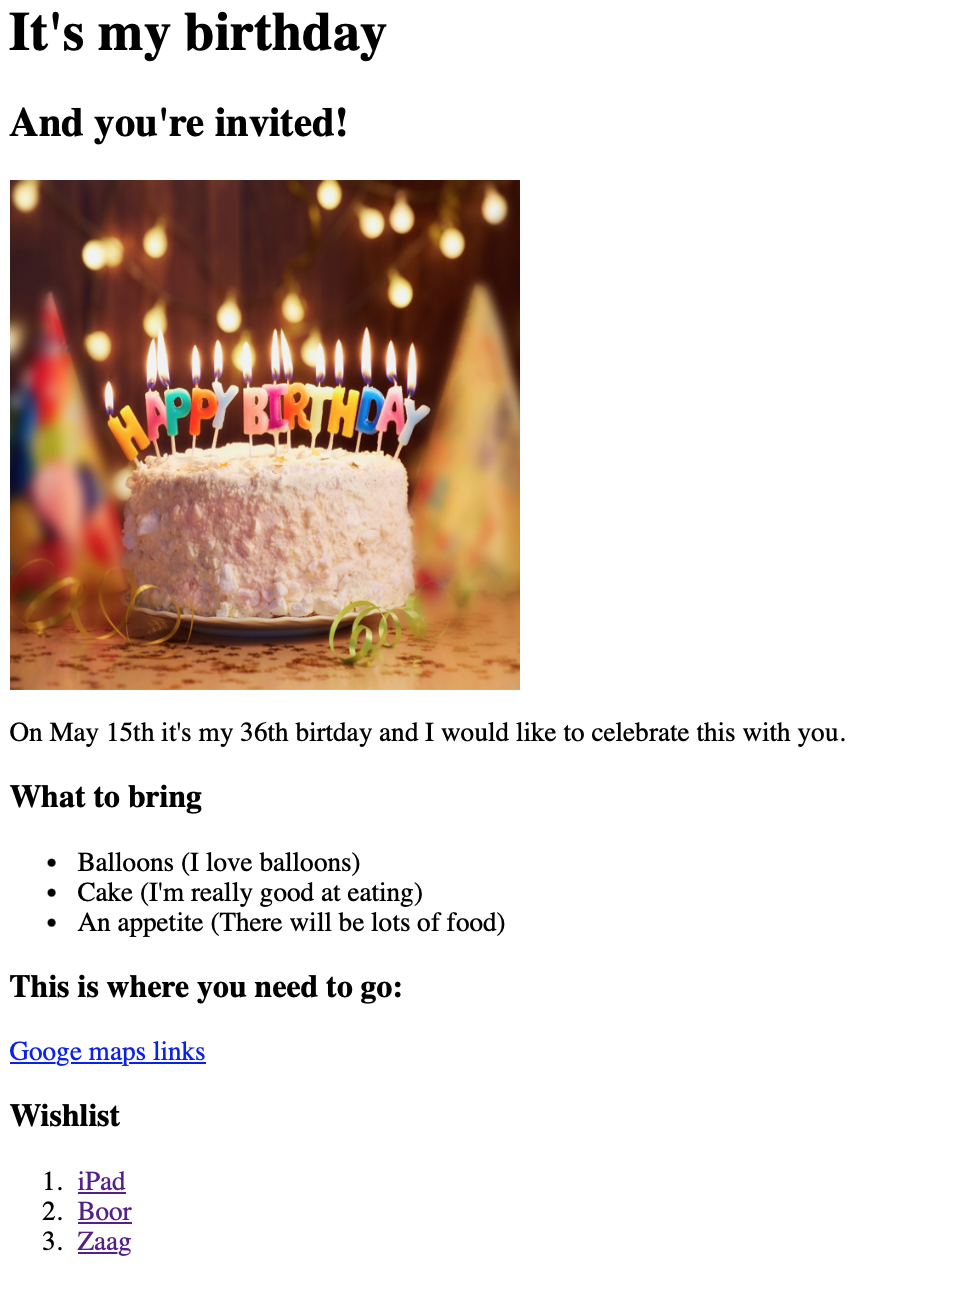 It's my birthday
And you're invited!
HAPPY BIRTHDAY
On May 15th it's my 36th birtday and I would like to celebrate this with you.
What to bring
• Balloons (I love balloons)
• Cake (I'm really good at eating)
• An appetite (There will be lots of food)
This is where you need to go:
Googe maps links
Wishlist
1. iPad
2. Boor
3. Zaag